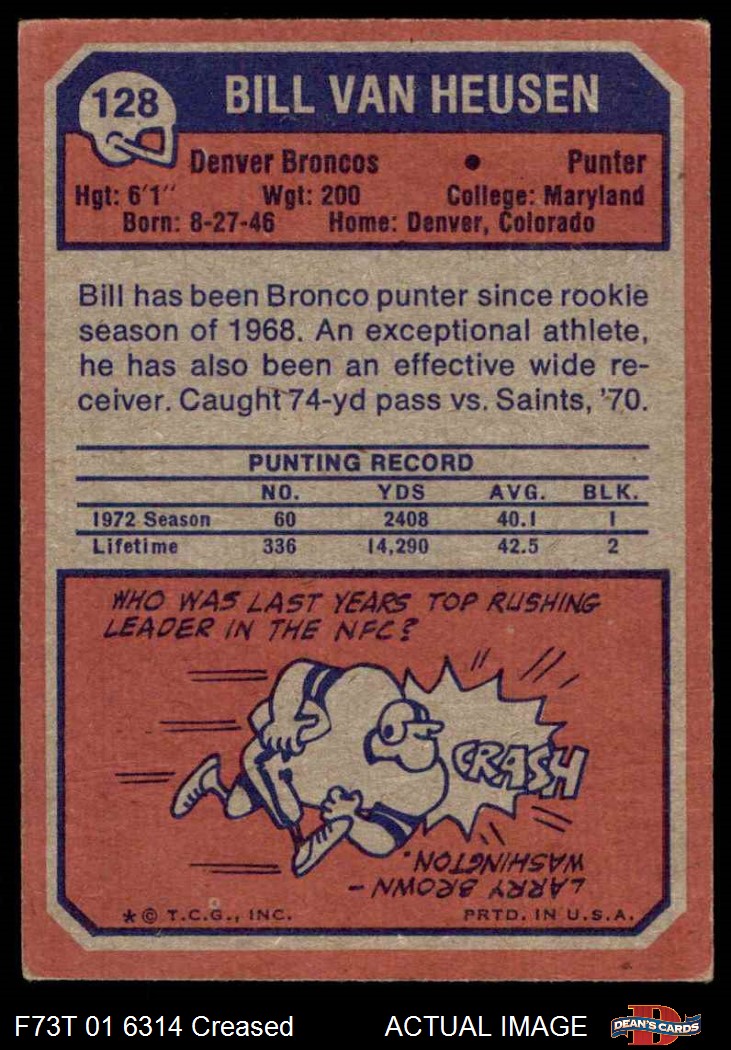 128
BILL VAN HEUSEN
Denver Broncos • Punter
Hgt: 6'1" Wgt: 200 College: Maryland
Born: 8-27-46 Home: Denver, Colorado
Bill has been Bronco punter since rookie
season of 1968. An exceptional athlete,
he has also been an effective wide re-
ceiver. Caught 74-yd pass vs. Saints, '70.
PUNTING RECORD
NO. YDS AVG. BLK.
1972 Season 60 2408 40.1 1
Lifetime 336 14,290 42.5 2
WHO WAS LAST YEARS TOP RUSHING
LEADER IN THE NFC?
CRASH
LARRY BROWN -
WASHINGTON.
*© T.C.G., INC. PRTD. IN U.S.A.
F73T 01 6314 Creased ACTUAL IMAGE
D
DEAN'S CARDS